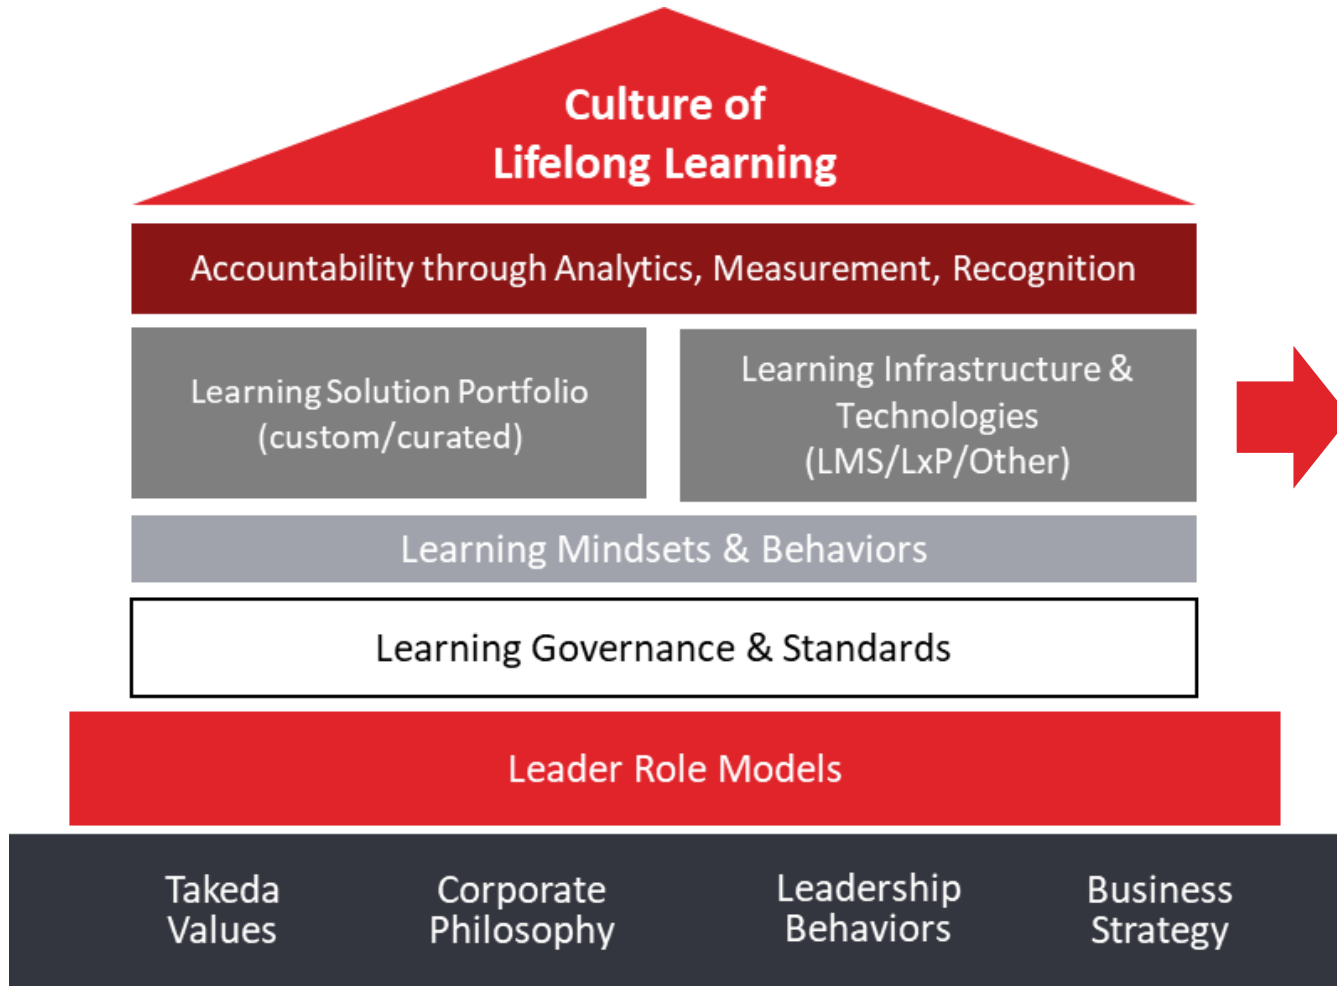 Culture of
Lifelong Learning
Accountability through Analytics, Measurement, Recognition
Learning Solution Portfolio
(custom/curated)
Learning Infrastructure &
Technologies
(LMS/LxP/Other)
Learning Mindsets & Behaviors
Learning Governance & Standards
Leader Role Models
Takeda
Values
Corporate
Philosophy
Leadership
Behaviors
Business
Strategy